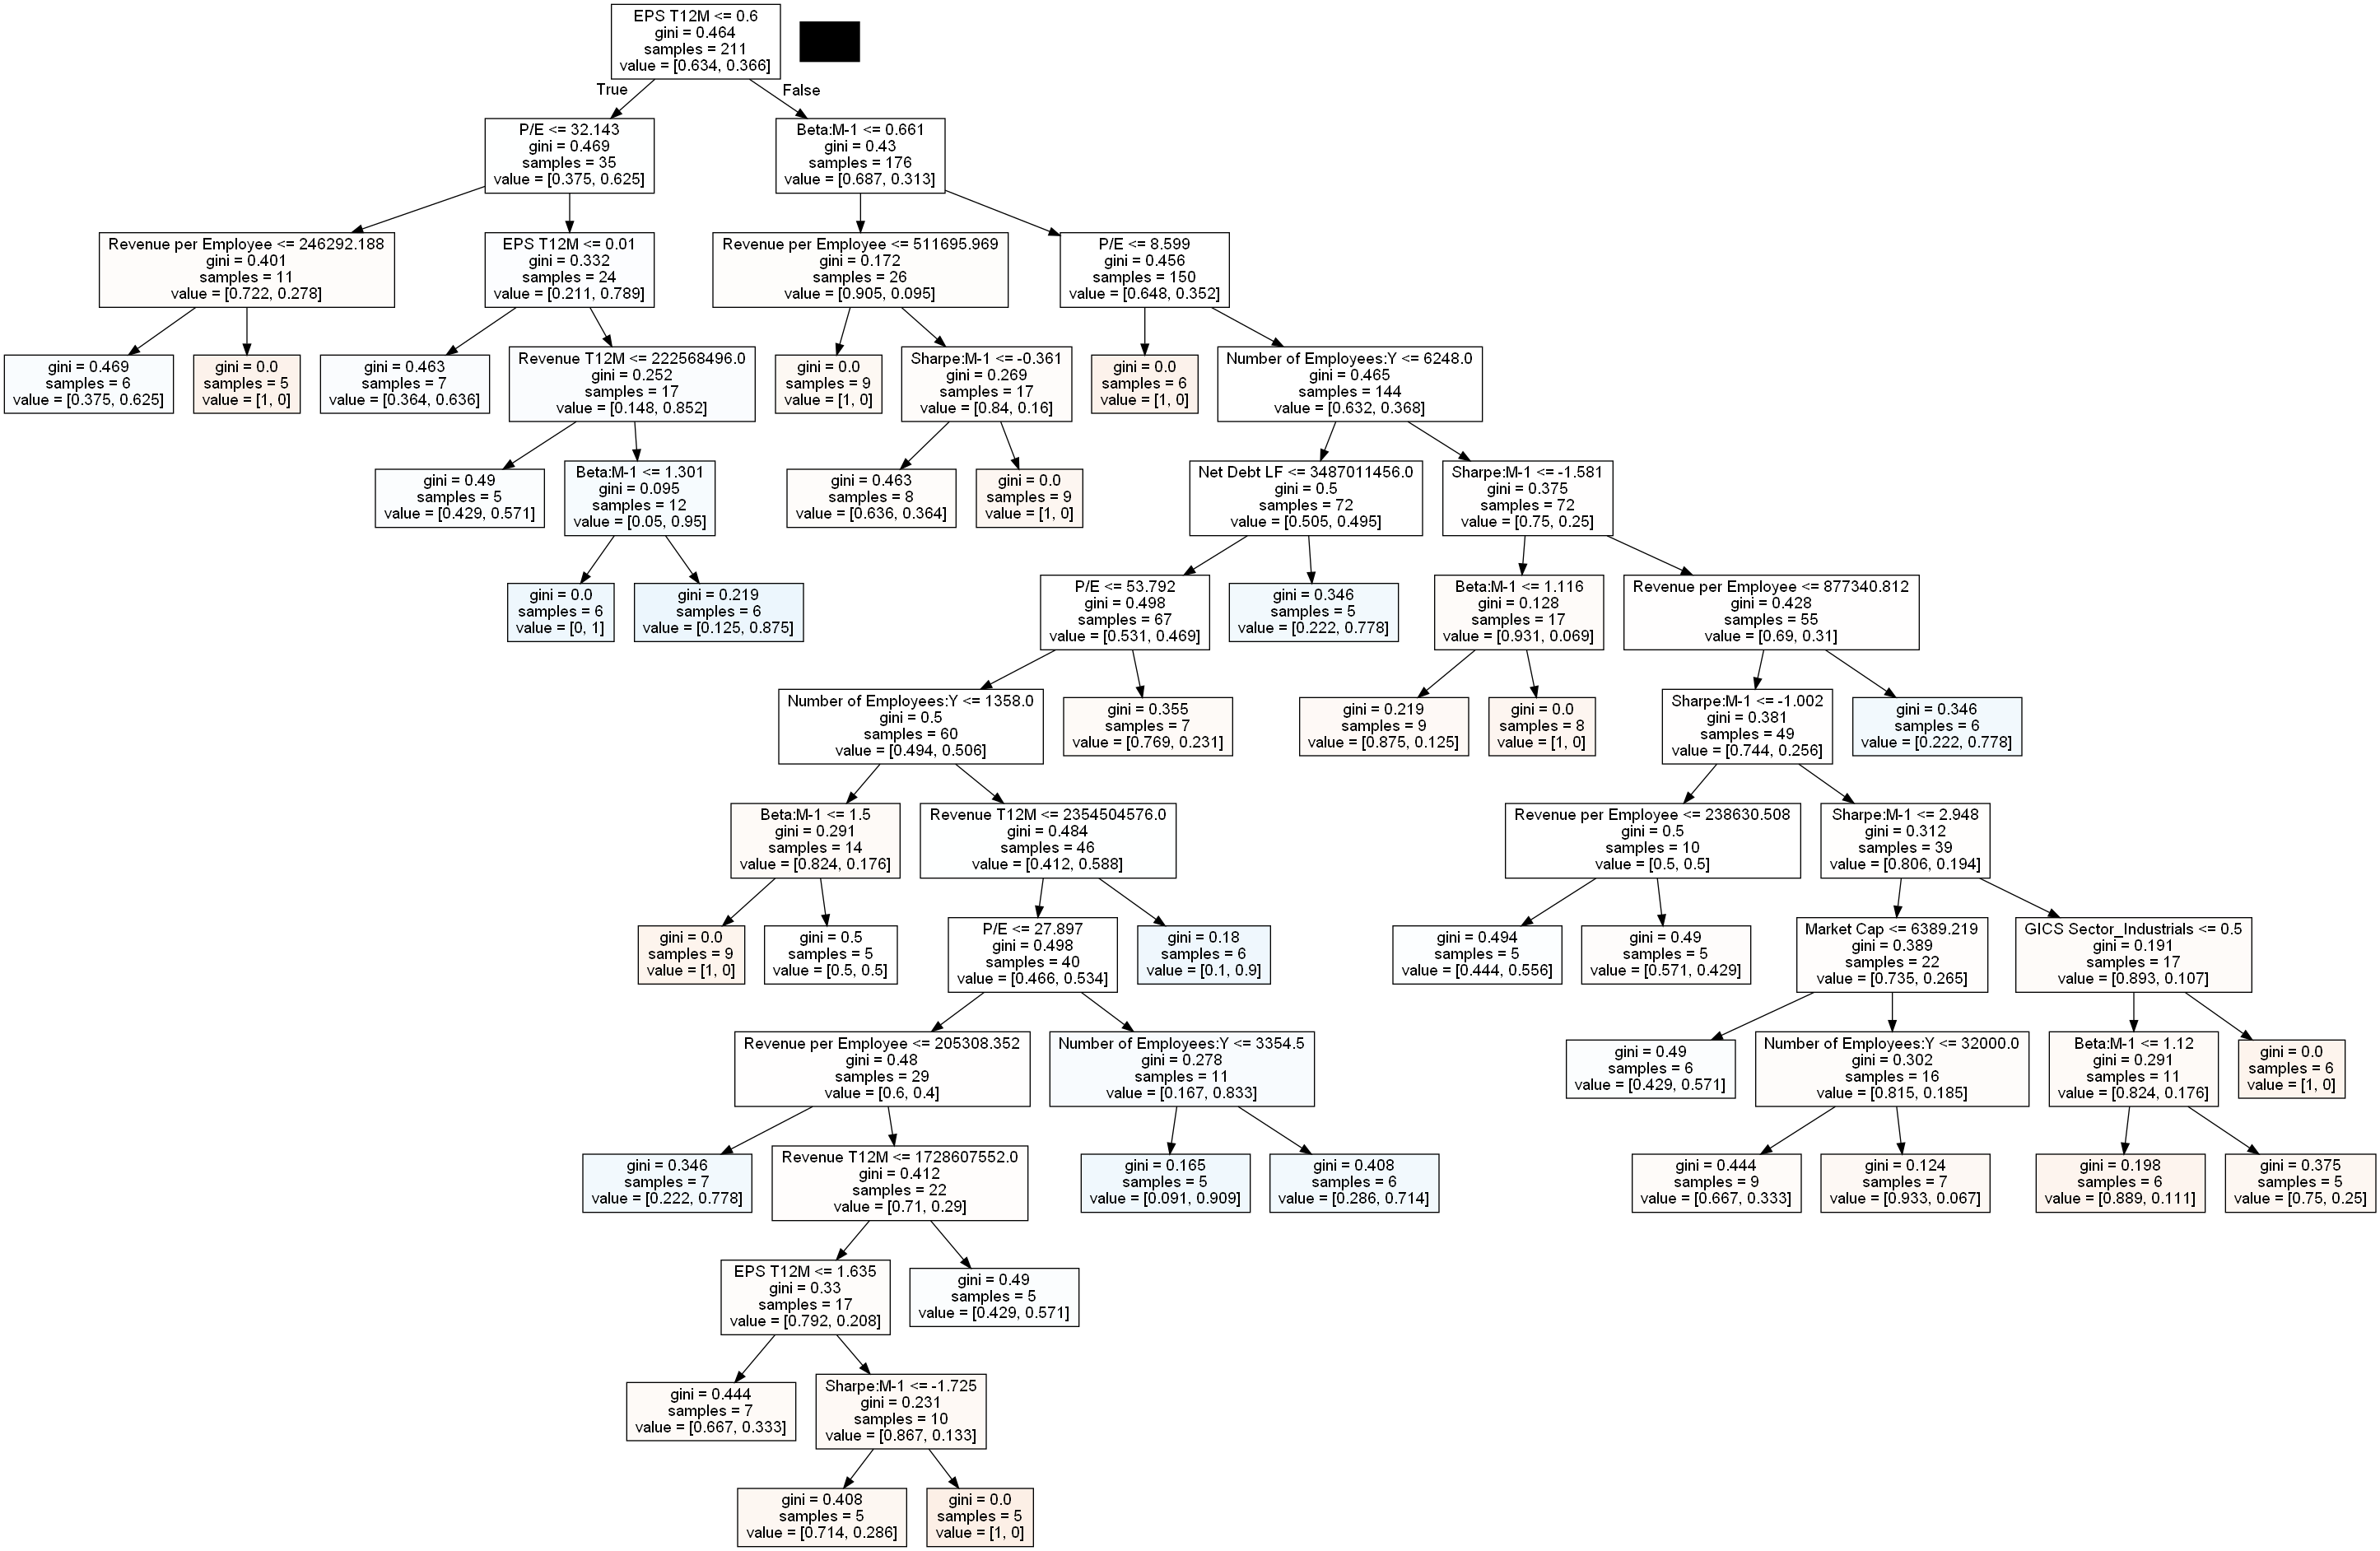 EPS T12M <= 0.6
gini = 0.464
samples = 211
value = [0.634, 0.366]
True
False
P/E <= 32.143
gini = 0.469
samples = 35
value = [0.375, 0.625]
Beta:M-1 <= 0.661
gini = 0.43
samples = 176
value = [0.687, 0.313]
Revenue per Employee <= 246292.188
gini = 0.401
samples = 11
value = [0.722, 0.278]
EPS T12M <= 0.01
gini = 0.332
samples = 24
value = [0.211, 0.789]
Revenue per Employee <= 511695.969
gini = 0.172
samples = 26
value = [0.905, 0.095]
P/E <= 8.599
gini = 0.456
samples = 150
value = [0.648, 0.352]
gini = 0.469
samples = 6
value = [0.375, 0.625]
gini = 0.0
samples = 5
value = [1, 0]
gini = 0.463
samples = 7
value = [0.364, 0.636]
Revenue T12M <= 222568496.0
gini = 0.252
samples = 17
value = [0.148, 0.852]
gini = 0.0
samples = 9
value = [1, 0]
Sharpe:M-1 <= -0.361
gini = 0.269
samples = 17
value = [0.84, 0.16]
gini = 0.0
samples = 6
value = [1, 0]
Number of Employees:Y <= 6248.0
gini = 0.465
samples = 144
value = [0.632, 0.368]
gini = 0.49
samples = 5
value = [0.429, 0.571]
Beta:M-1 <= 1.301
gini = 0.095
samples = 12
value = [0.05, 0.95]
gini = 0.463
samples = 8
value = [0.636, 0.364]
gini = 0.0
samples = 9
value = [1, 0]
Net Debt LF <= 3487011456.0
gini = 0.5
samples = 72
value = [0.505, 0.495]
Sharpe:M-1 <= -1.581
gini = 0.375
samples = 72
value = [0.75, 0.25]
gini = 0.0
samples = 6
value = [0, 1]
gini = 0.219
samples = 6
value = [0.125, 0.875]
P/E <= 53.792
gini = 0.498
samples = 67
value = [0.531, 0.469]
gini = 0.346
samples = 5
value = [0.222, 0.778]
Beta:M-1 <= 1.116
gini = 0.128
samples = 17
value = [0.931, 0.069]
Revenue per Employee <= 877340.812
gini = 0.428
samples = 55
value = [0.69, 0.31]
Number of Employees:Y <= 1358.0
gini = 0.5
samples = 60
value = [0.494, 0.506]
gini = 0.355
samples = 7
value = [0.769, 0.231]
gini = 0.219
samples = 9
value = [0.875, 0.125]
gini = 0.0
samples = 8
value = [1, 0]
Sharpe:M-1 <= -1.002
gini = 0.381
samples = 49
value = [0.744, 0.256]
gini = 0.346
samples = 6
value = [0.222, 0.778]
Beta:M-1 <= 1.5
gini = 0.291
samples = 14
value = [0.824, 0.176]
Revenue T12M <= 2354504576.0
gini = 0.484
samples = 46
value = [0.412, 0.588]
Revenue per Employee <= 238630.508
gini = 0.5
samples = 10
value = [0.5, 0.5]
Sharpe:M-1 <= 2.948
gini = 0.312
samples = 39
value = [0.806, 0.194]
gini = 0.0
samples = 9
value = [1, 0]
gini = 0.5
samples = 5
value = [0.5, 0.5]
P/E <= 27.897
gini = 0.498
samples = 40
value = [0.466, 0.534]
gini = 0.18
samples = 6
value = [0.1, 0.9]
gini = 0.494
samples = 5
value = [0.444, 0.556]
gini = 0.49
samples = 5
value = [0.571, 0.429]
Market Cap <= 6389.219
gini = 0.389
samples = 22
value = [0.735, 0.265]
GICS Sector_Industrials <= 0.5
gini = 0.191
samples = 17
value = [0.893, 0.107]
Revenue per Employee <= 205308.352
gini = 0.48
samples = 29
value = [0.6, 0.4]
Number of Employees:Y <= 3354.5
gini = 0.278
samples = 11
value = [0.167, 0.833]
gini = 0.49
samples = 6
value = [0.429, 0.571]
Number of Employees:Y <= 32000.0
gini = 0.302
samples = 16
value = [0.815, 0.185]
Beta:M-1 <= 1.12
gini = 0.291
samples = 11
value = [0.824, 0.176]
gini = 0.0
samples = 6
value = [1, 0]
gini = 0.346
samples = 7
value = [0.222, 0.778]
Revenue T12M <= 1728607552.0
gini = 0.412
samples = 22
value = [0.71, 0.29]
gini = 0.165
samples = 5
value = [0.091, 0.909]
gini = 0.408
samples = 6
value = [0.286, 0.714]
gini = 0.444
samples = 9
value = [0.667, 0.333]
gini = 0.124
samples = 7
value = [0.933, 0.067]
gini = 0.198
samples = 6
value = [0.889, 0.111]
gini = 0.375
samples = 5
value = [0.75, 0.25]
EPS T12M <= 1.635
gini = 0.33
samples = 17
value = [0.792, 0.208]
gini = 0.49
samples = 5
value = [0.429, 0.571]
gini = 0.444
samples = 7
value = [0.667, 0.333]
Sharpe:M-1 <= -1.725
gini = 0.231
samples = 10
value = [0.867, 0.133]
gini = 0.408
samples = 5
value = [0.714, 0.286]
gini = 0.0
samples = 5
value = [1, 0]